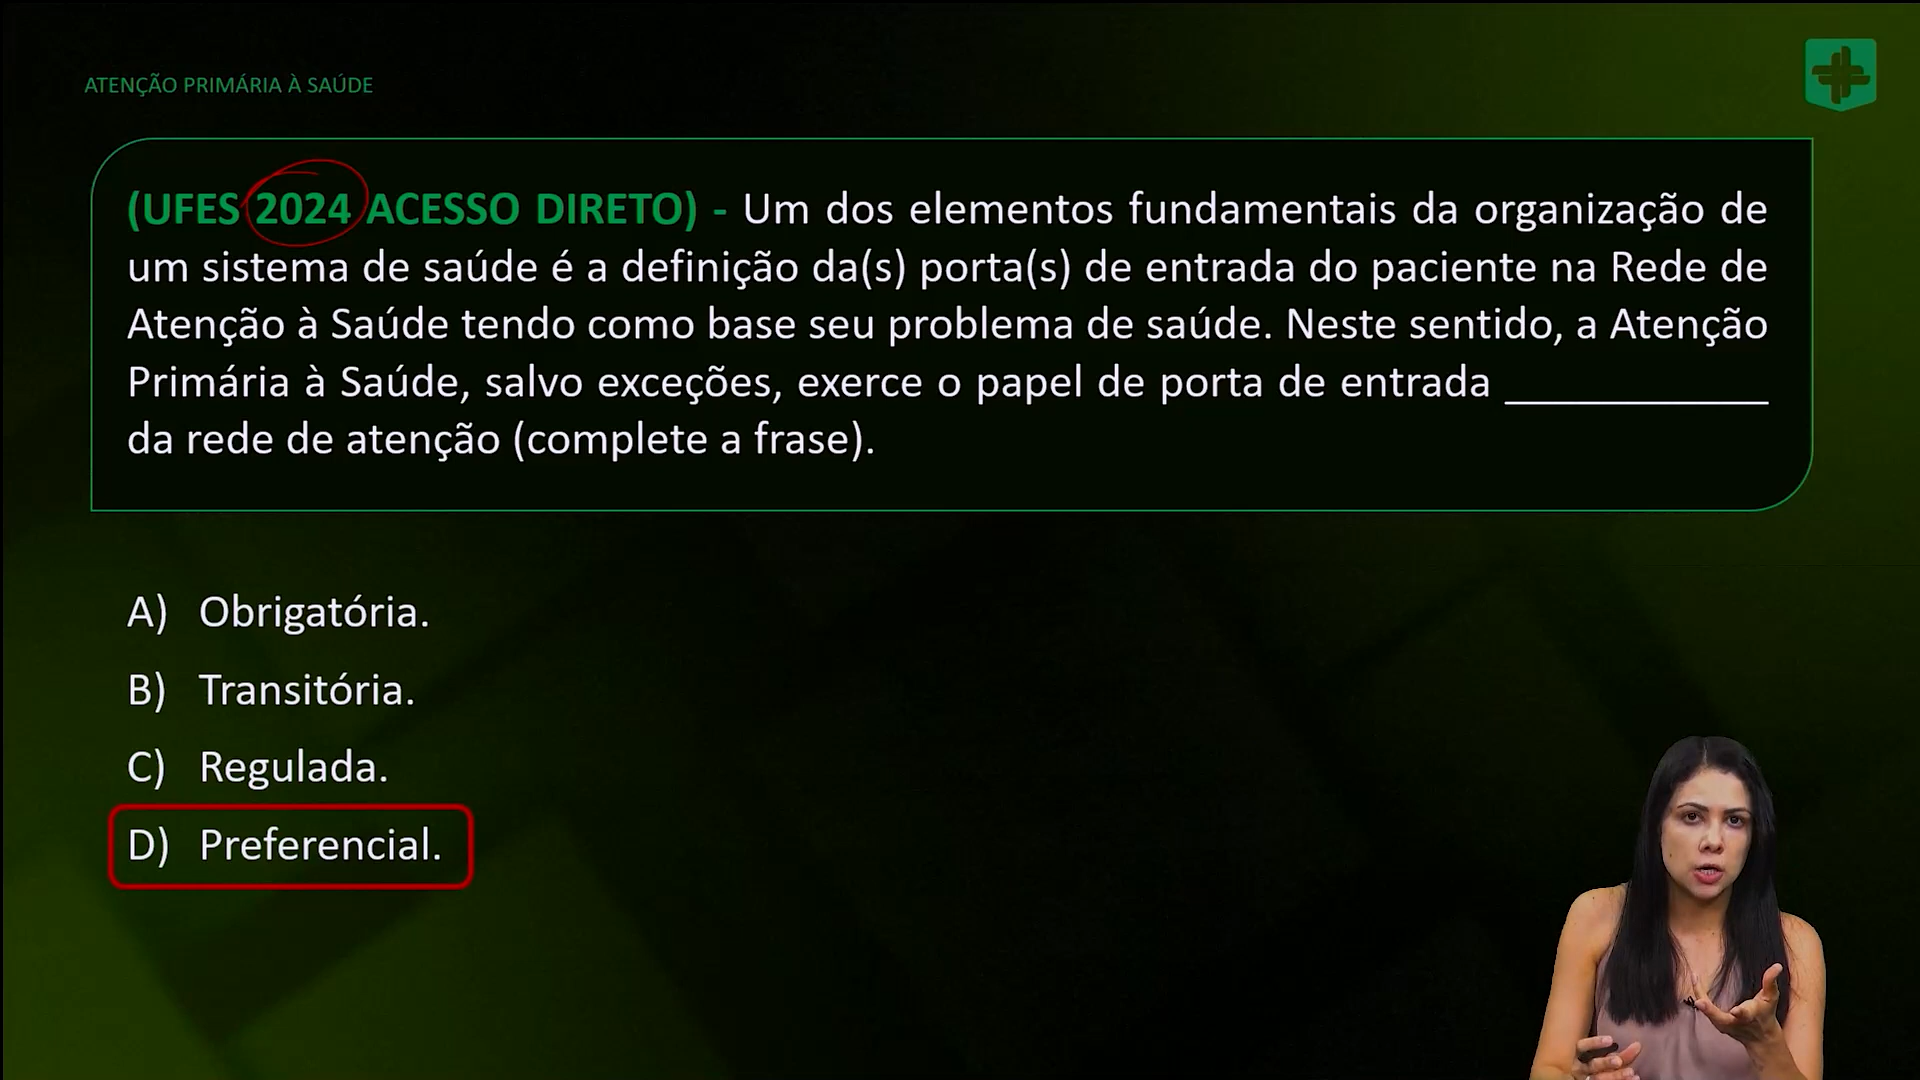 ATENÇÃO PRIMÁRIA À SAÚDE
(UFES 2024 ACESSO DIRETO) - Um dos elementos fundamentais da organização de
um sistema de saúde é a definição da(s) porta(s) de entrada do paciente na Rede de
Atenção à Saúde tendo como base seu problema de saúde. Neste sentido, a Atenção
Primária à Saúde, salvo exceções, exerce o papel de porta de entrada ____________
da rede de atenção (complete a frase).
A) Obrigatória.
B) Transitória.
C) Regulada.
D) Preferencial.